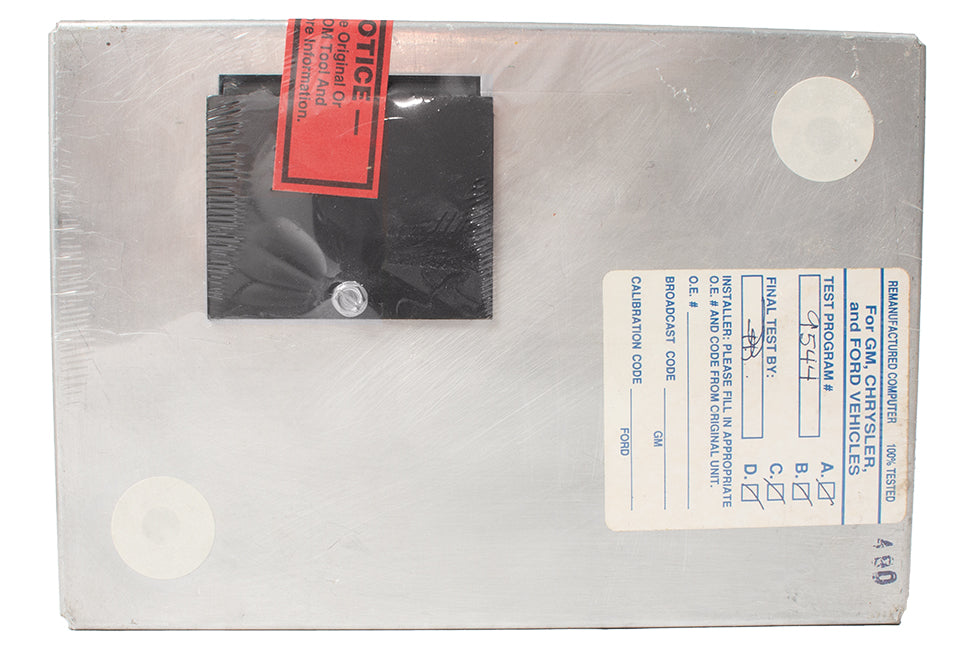 OTICE —
e Original Or
OM Tool And
re Information.
REMANUFACTURED COMPUTER 100% TESTED
For GM, CHRYSLER,
and FORD VEHICLES
TEST PROGRAM #
9544
A.
B.
FINAL TEST BY:
C.
D.
INSTALLER: PLEASE FILL IN APPROPRIATE
O.E. # AND CODE FROM ORIGINAL UNIT.
O.E. #
BROADCAST CODE GM
CALIBRATION CODE FORD